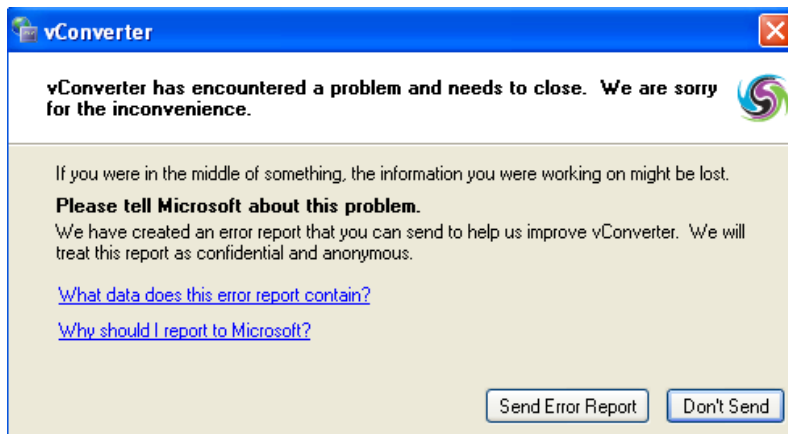 vConverter
vConverter has encountered a problem and needs to close.  We are sorry
for the inconvenience.
If you were in the middle of something, the information you were working on might be lost.
Please tell Microsoft about this problem.
We have created an error report that you can send to help us improve vConverter.  We will
treat this report as confidential and anonymous.
What data does this error report contain?
Why should I report to Microsoft?
Send Error Report
Don't Send